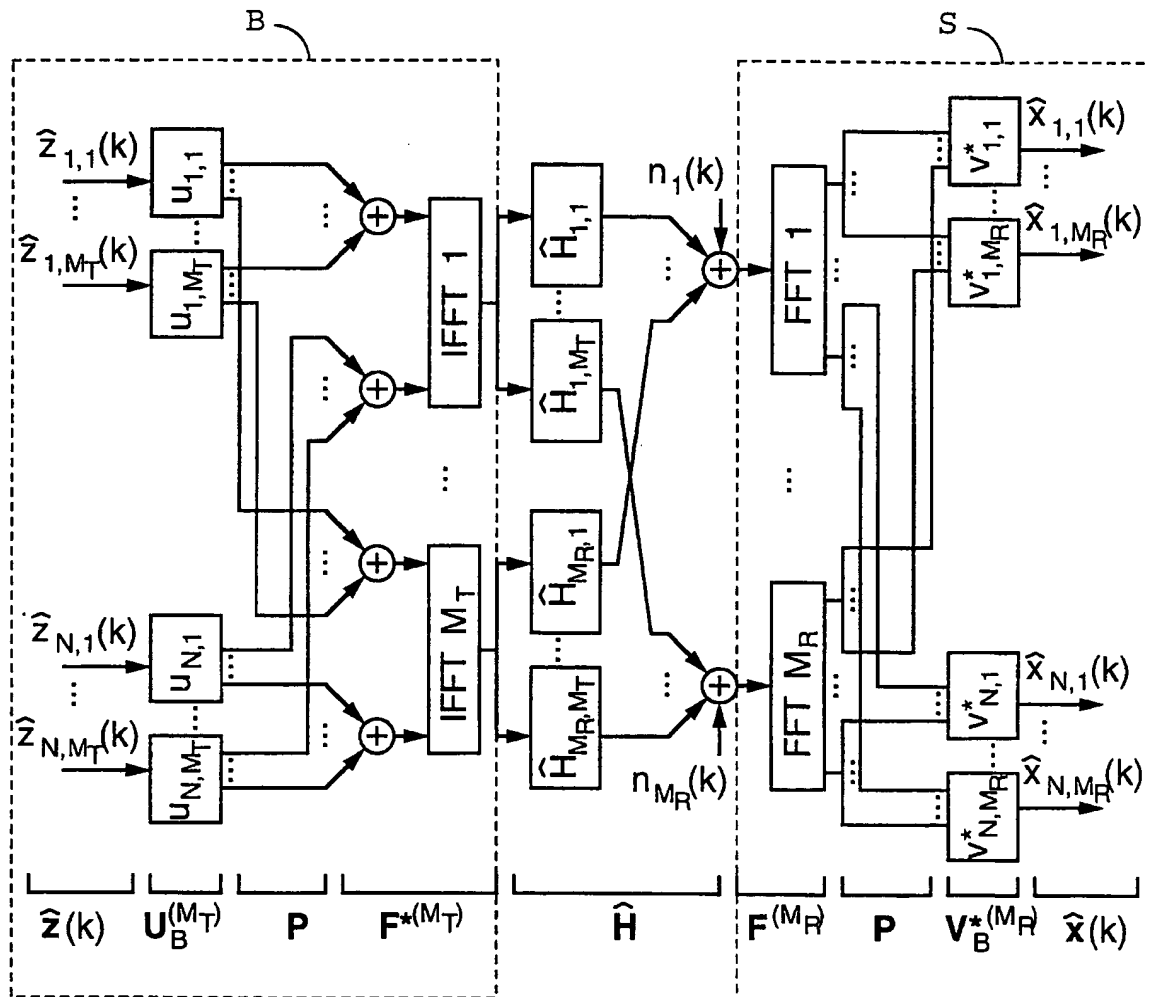 B
S
ẑ1,1(k)
u1,1
ẑ1,MT(k)
u1,MT
ẑN,1(k)
uN,1
ẑN,MT(k)
uN,MT
IFFT 1
IFFT MT
Ĥ1,1
Ĥ1,MT
ĤMR,1
ĤMR,MT
n1(k)
nMR(k)
FFT 1
FFT MR
v*1,1
x̂1,1(k)
v*1,MR
x̂1,MR(k)
v*N,1
x̂N,1(k)
v*N,MR
x̂N,MR(k)
ẑ(k) UB(MT) P F*(MT) Ĥ F(MR) P VB*(MR) x̂(k)